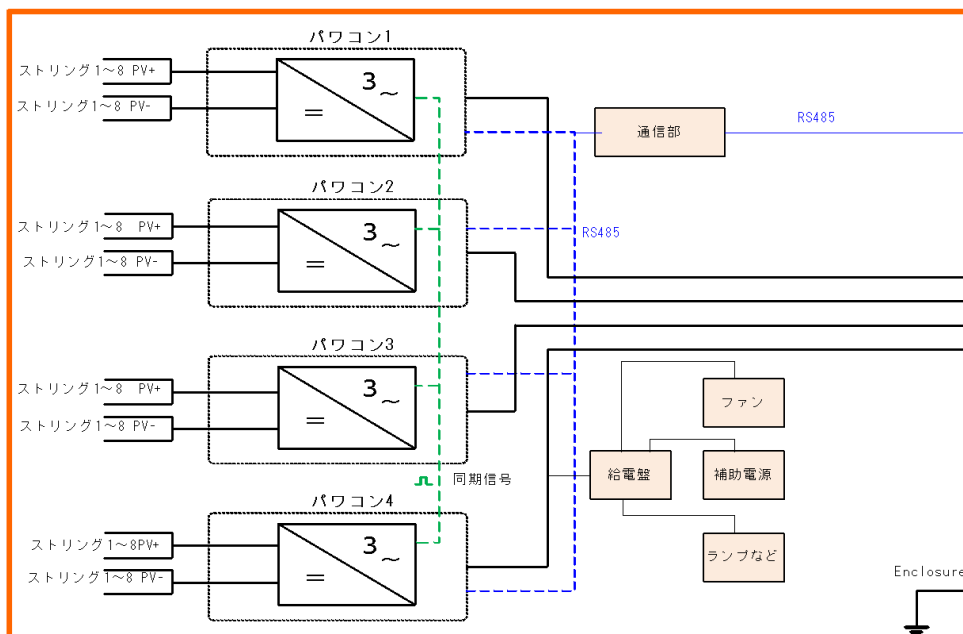 パワコン1
ストリング1~8 PV+
ストリング1~8 PV-
3~
=
通信部
RS485
パワコン2
ストリング1~8 PV+
ストリング1~8 PV-
3~
=
RS485
パワコン3
ストリング1~8 PV+
ストリング1~8 PV-
3~
=
ファン
給電盤
補助電源
同期信号
パワコン4
ストリング1~8PV+
ストリング1~8 PV-
3~
=
ランプなど
Enclosure